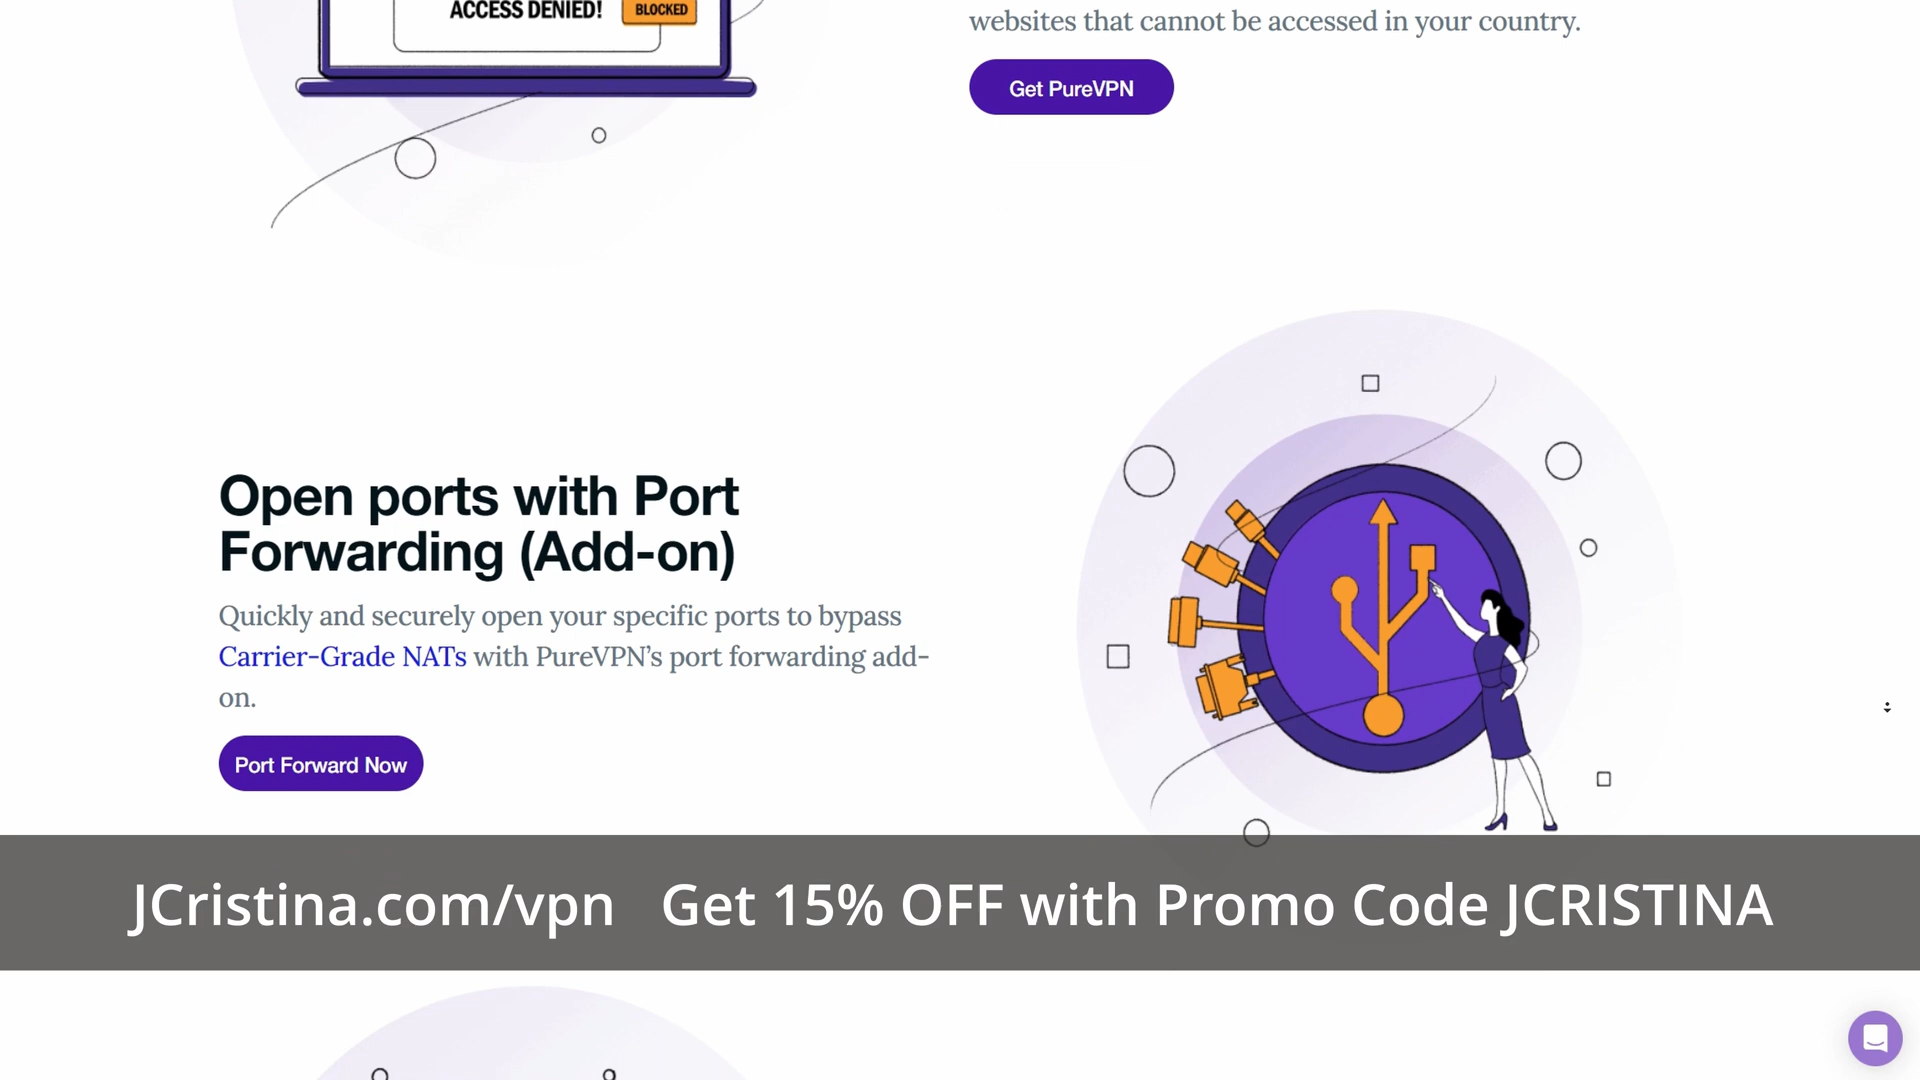 ACCESS DENIED! BLOCKED
websites that cannot be accessed in your country.
Get PureVPN
Open ports with Port
Forwarding (Add-on)
Quickly and securely open your specific ports to bypass
Carrier-Grade NATs with PureVPN’s port forwarding add-
on.
Port Forward Now
JCristina.com/vpn Get 15% OFF with Promo Code JCRISTINA